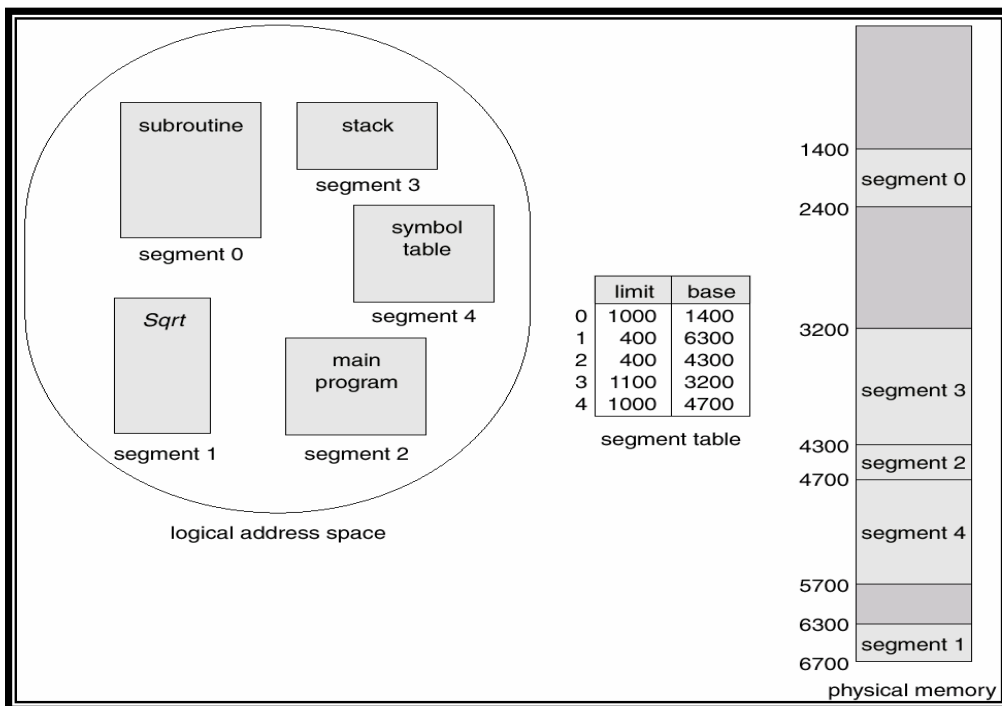 subroutine
segment 0
stack
segment 3
symbol
table
segment 4
Sqrt
segment 1
main
program
segment 2
logical address space
limit base
0 1000 1400
1 400 6300
2 400 4300
3 1100 3200
4 1000 4700
segment table
1400
segment 0
2400
3200
segment 3
4300
segment 2
4700
segment 4
5700
6300
segment 1
6700
physical memory